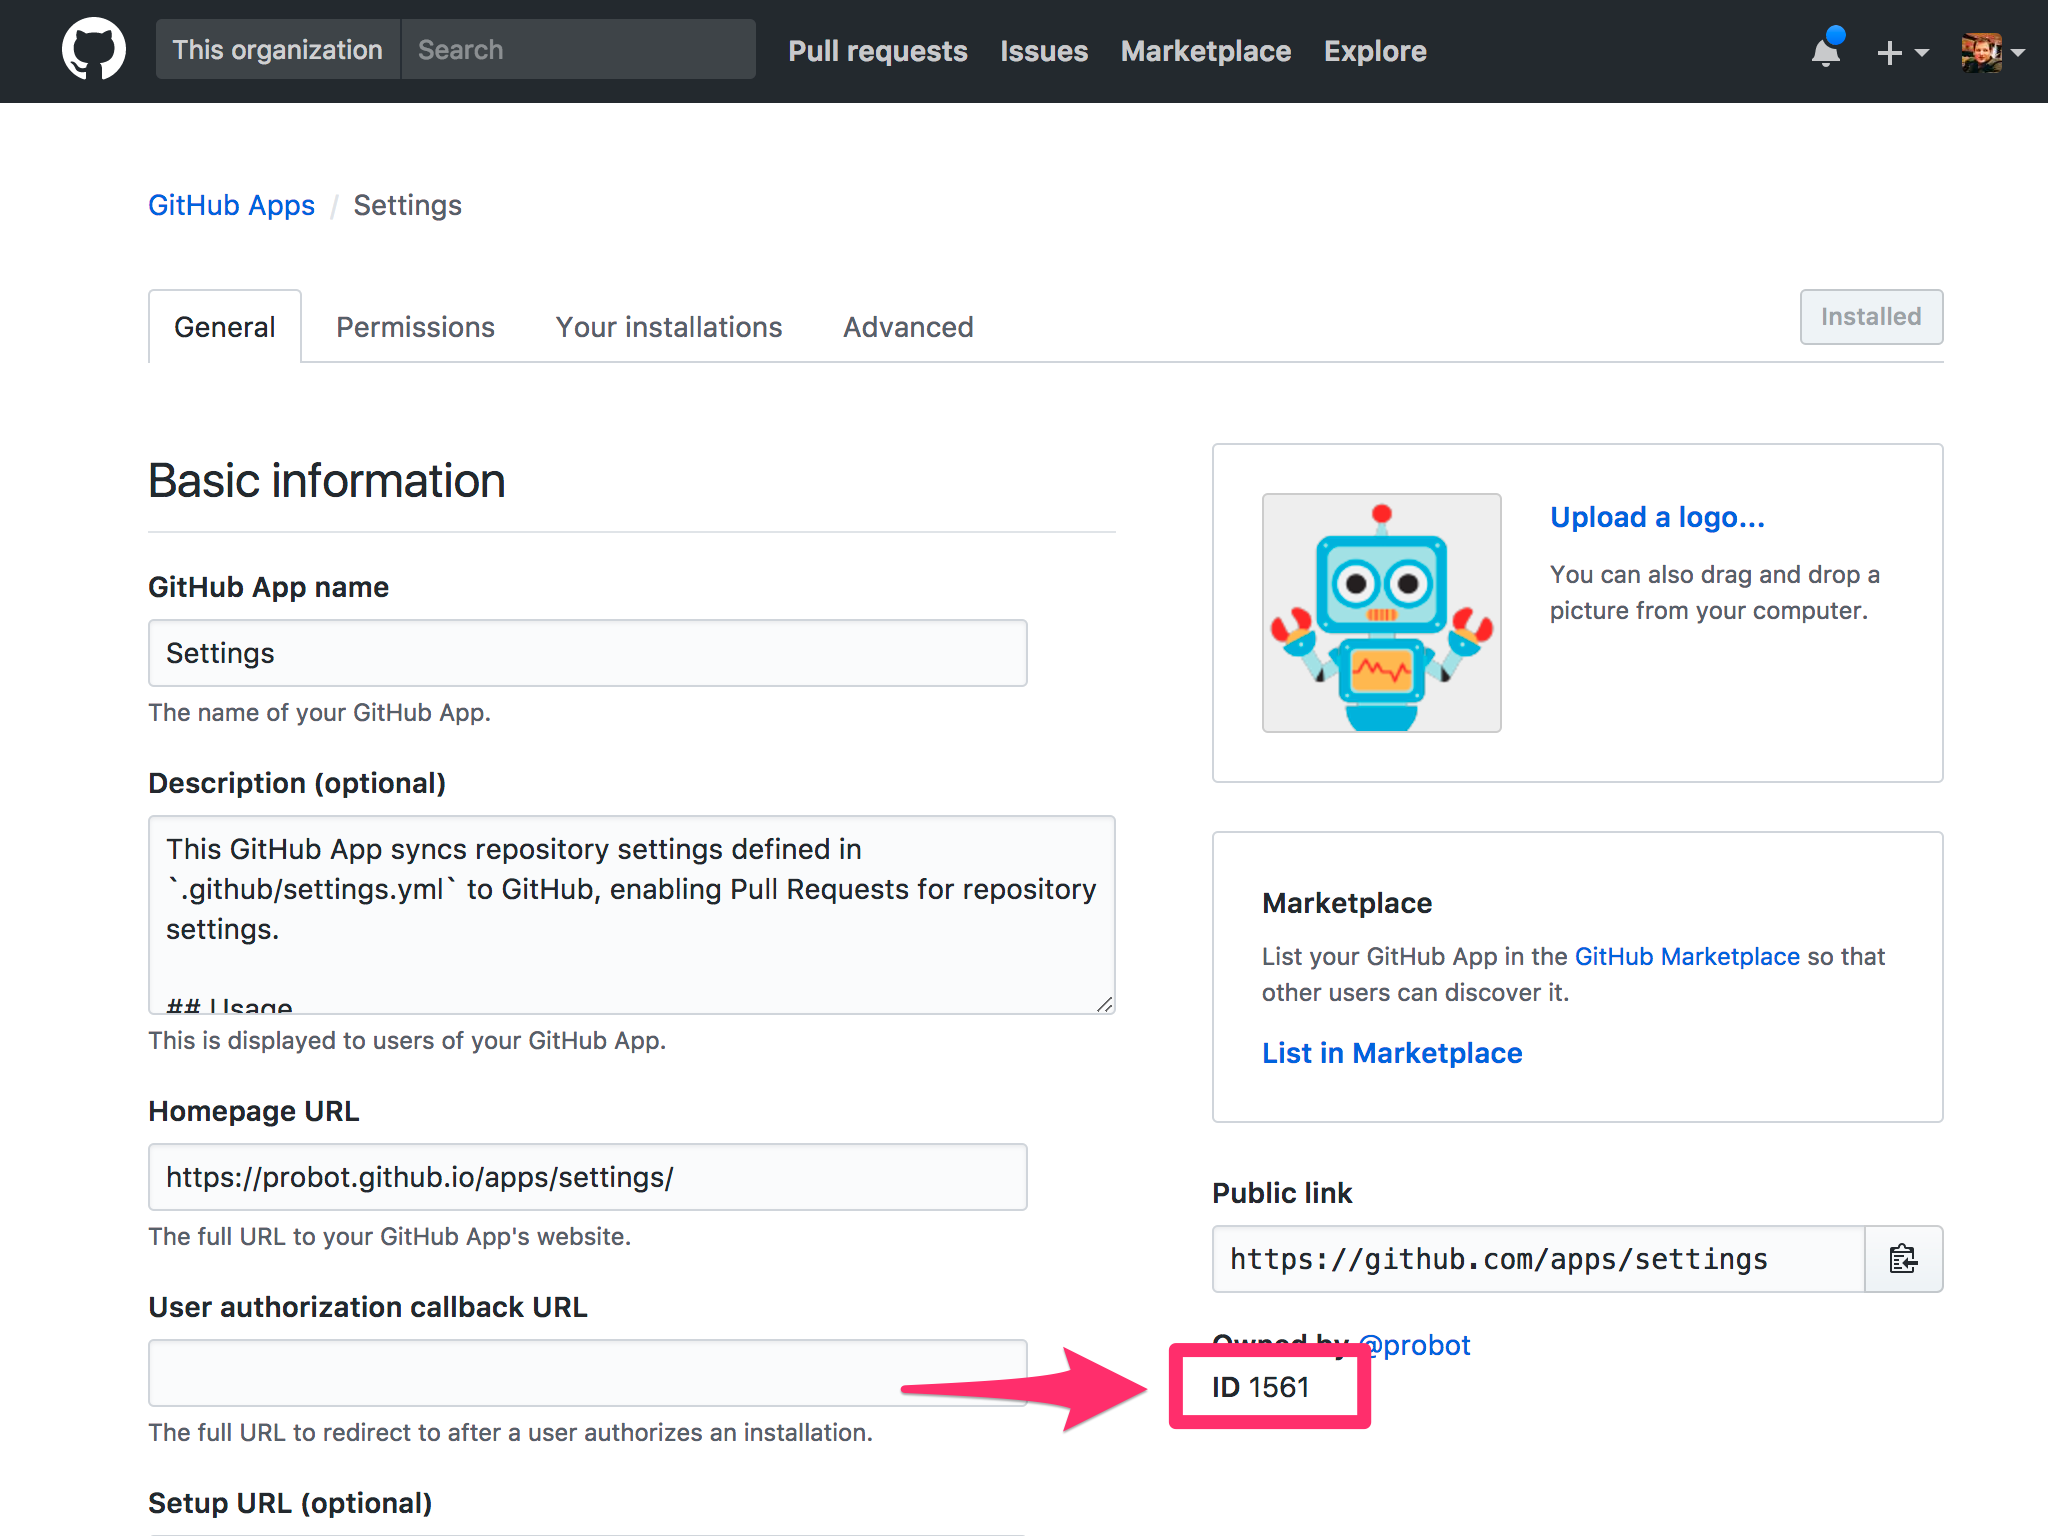 This organization Search Pull requests Issues Marketplace Explore
GitHub Apps / Settings
General Permissions Your installations Advanced Installed
Basic information
GitHub App name
Settings
The name of your GitHub App.
Description (optional)
This GitHub App syncs repository settings defined in
`.github/settings.yml` to GitHub, enabling Pull Requests for repository
settings.
## Usage
This is displayed to users of your GitHub App.
Homepage URL
https://probot.github.io/apps/settings/
The full URL to your GitHub App's website.
User authorization callback URL
The full URL to redirect to after a user authorizes an installation.
Setup URL (optional)
Upload a logo...
You can also drag and drop a
picture from your computer.
Marketplace
List your GitHub App in the GitHub Marketplace so that
other users can discover it.
List in Marketplace
Public link
https://github.com/apps/settings
Owned by @probot
ID 1561